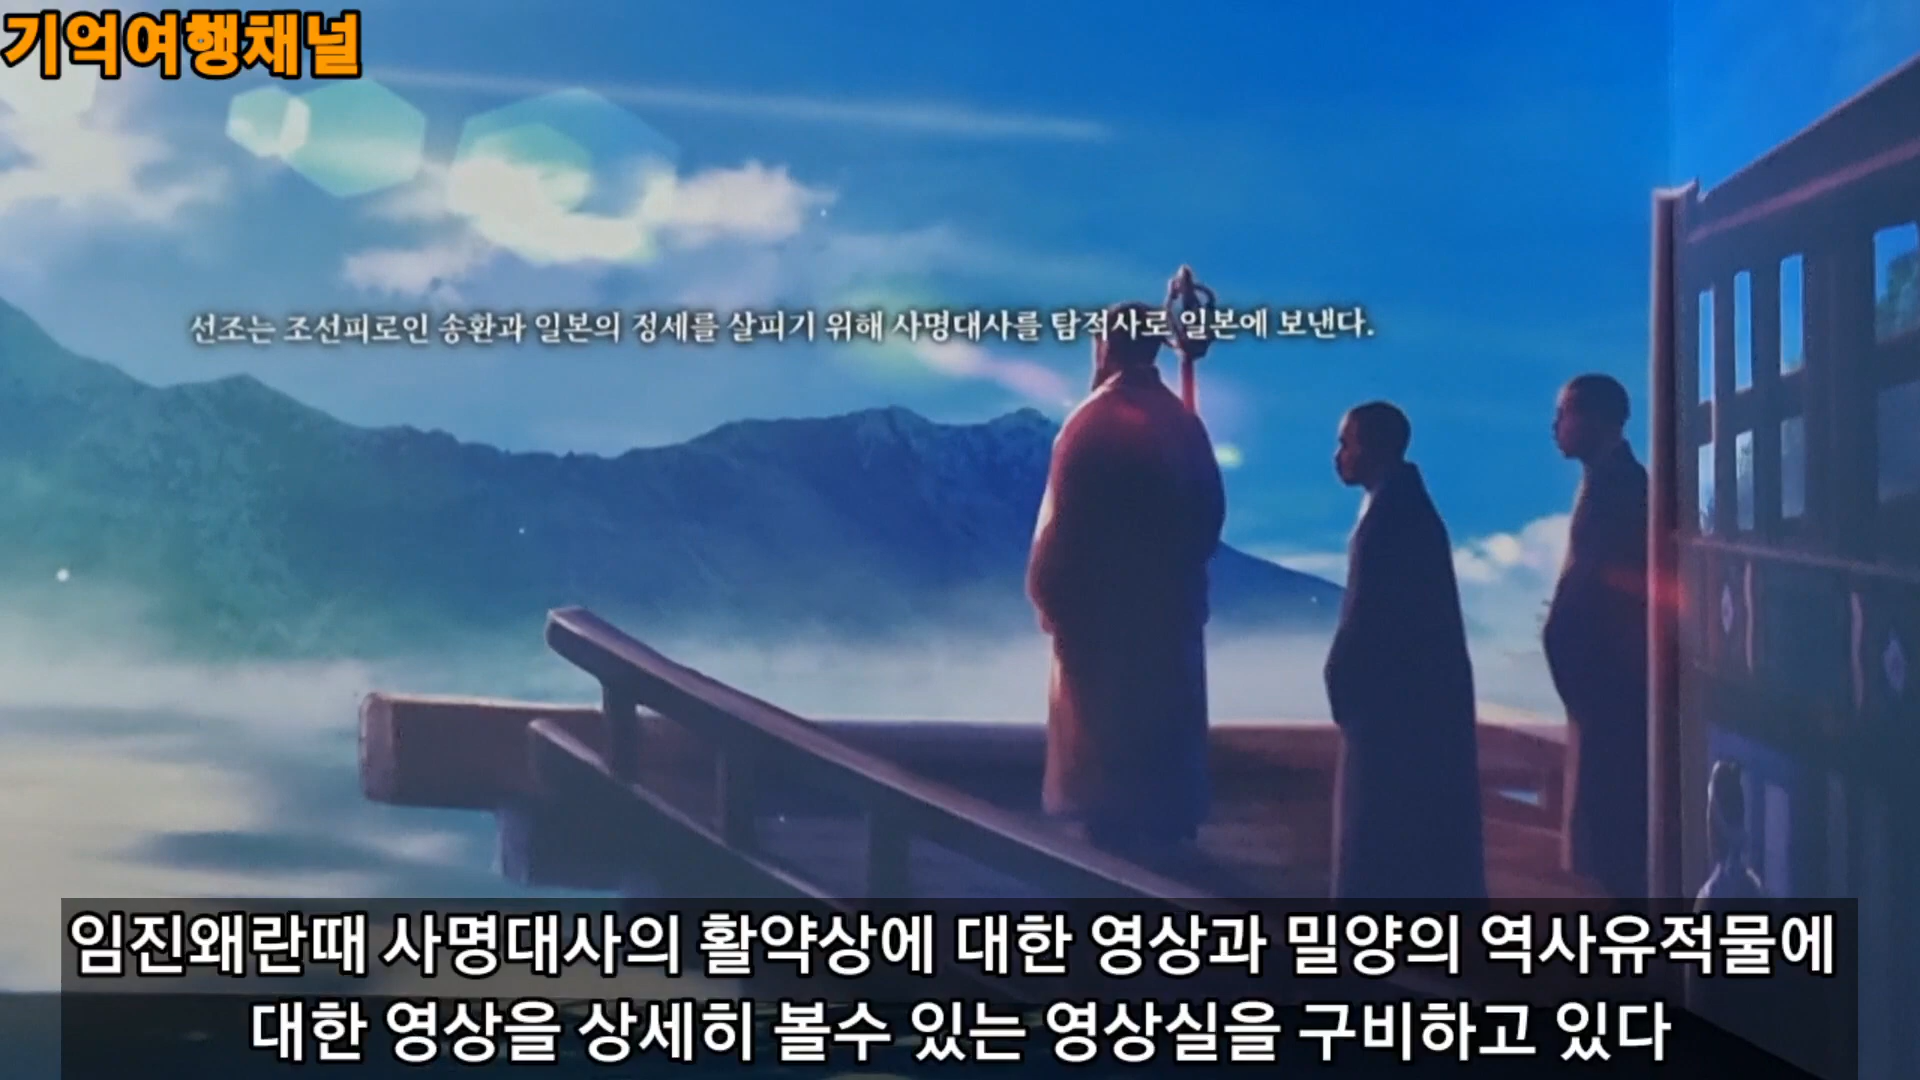 기억여행채널
선조는 조선피로인 송환과 일본의 정세를 살피기 위해 사명대사를 탐적사로 일본에 보낸다.
임진왜란때 사명대사의 활약상에 대한 영상과 밀양의 역사유적물에
대한 영상을 상세히 볼수 있는 영상실을 구비하고 있다